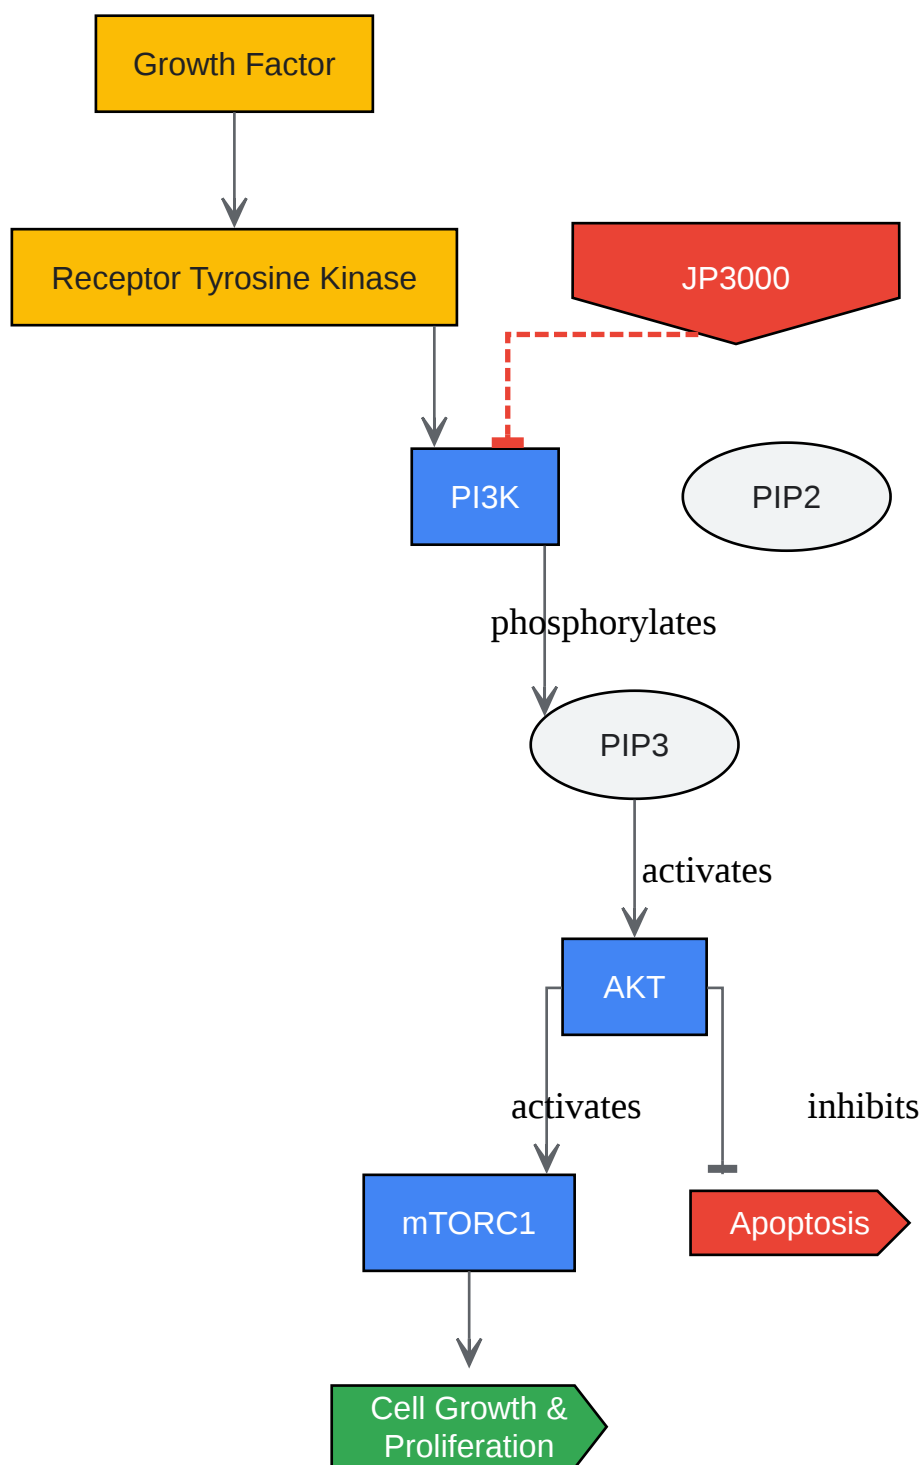 Growth Factor
Receptor Tyrosine Kinase
JP3000
PI3K
PIP2
phosphorylates
PIP3
activates
AKT
activates
inhibits
mTORC1
Apoptosis
Cell Growth &
Proliferation